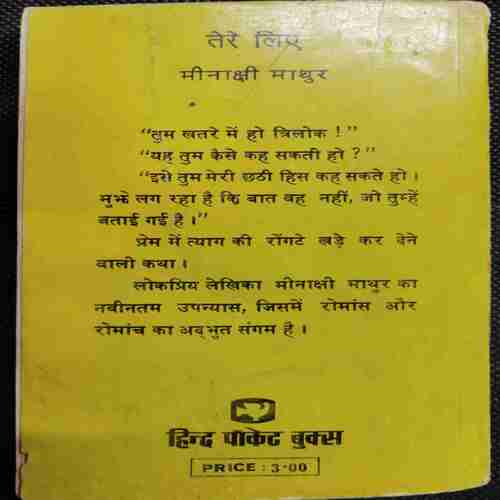 तेरे लिए
मीनाक्षी माथुर
“तुम खतरे में हो त्रिलोक !”
“यह तुम कैसे कह सकती हो ?”
“इसे तुम मेरी छठी हिस कह सकते हो ।
मुझे लग रहा है कि बात वह नहीं, जो तुम्हें
बताई गई है ।”
प्रेम में त्याग की रोंगटे खड़े कर देने
वाली कथा ।
लोकप्रिय लेखिका मीनाक्षी माथुर का
नवीनतम उपन्यास, जिसमें रोमांस और
रोमांच का अद्भुत संगम है ।
हिन्द पॉकेट बुक्स
PRICE : 3·00